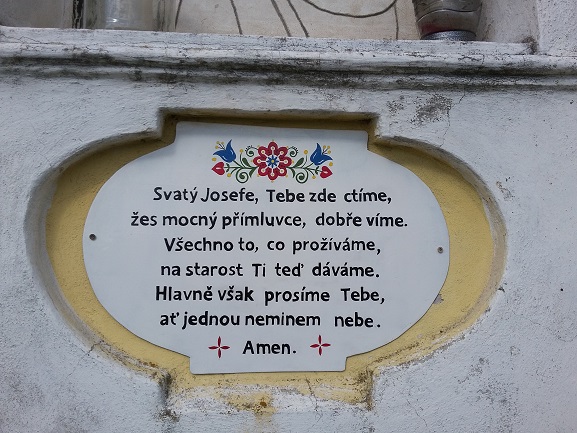 Svatý Josefe, Tebe zde ctíme,
žes mocný přímluvce, dobře víme.
Všechno to, co prožíváme,
na starost Ti teď dáváme.
Hlavně však prosíme Tebe,
ať jednou neminem nebe.
Amen.